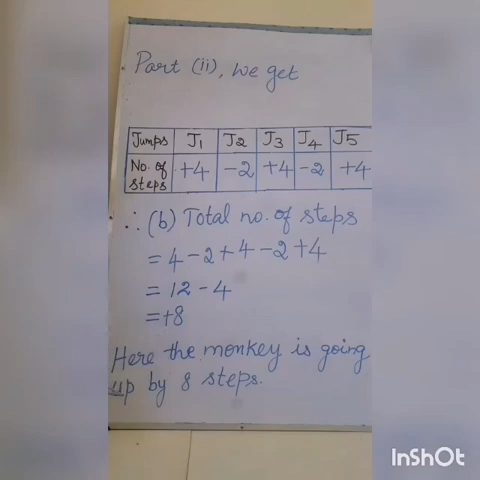 Part (ii), we get
Jumps J1 J2 J3 J4 J5
No. of steps +4 -2 +4 -2 +4
∴ (b) Total no. of steps
= 4 - 2 + 4 - 2 + 4
= 12 - 4
= +8
Here the monkey is going
up by 8 steps.
InShOt